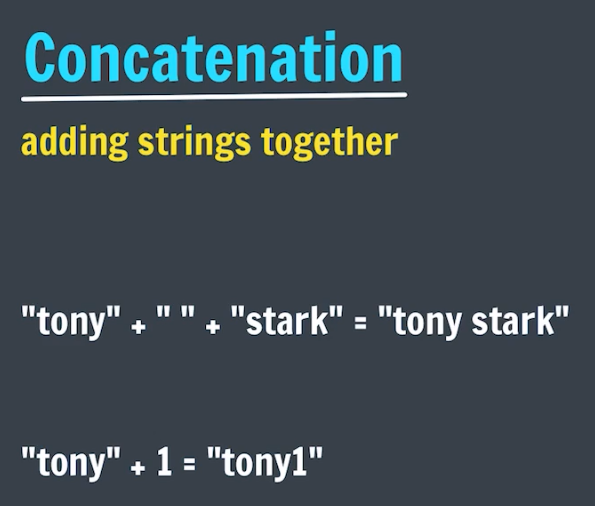 Concatenation
adding strings together
"tony" + " " + "stark" = "tony stark"
"tony" + 1 = "tony1"